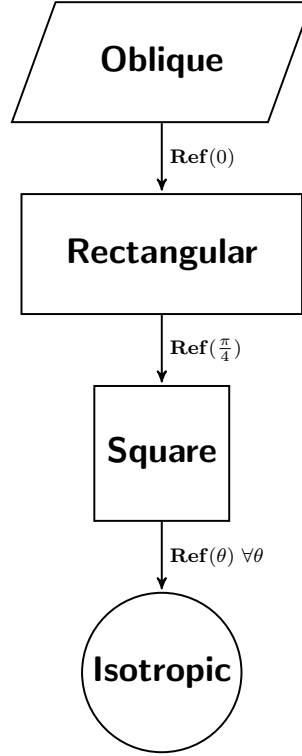 Oblique
Ref(0)
Rectangular
Ref(π/4)
Square
Ref(θ) ∀θ
Isotropic